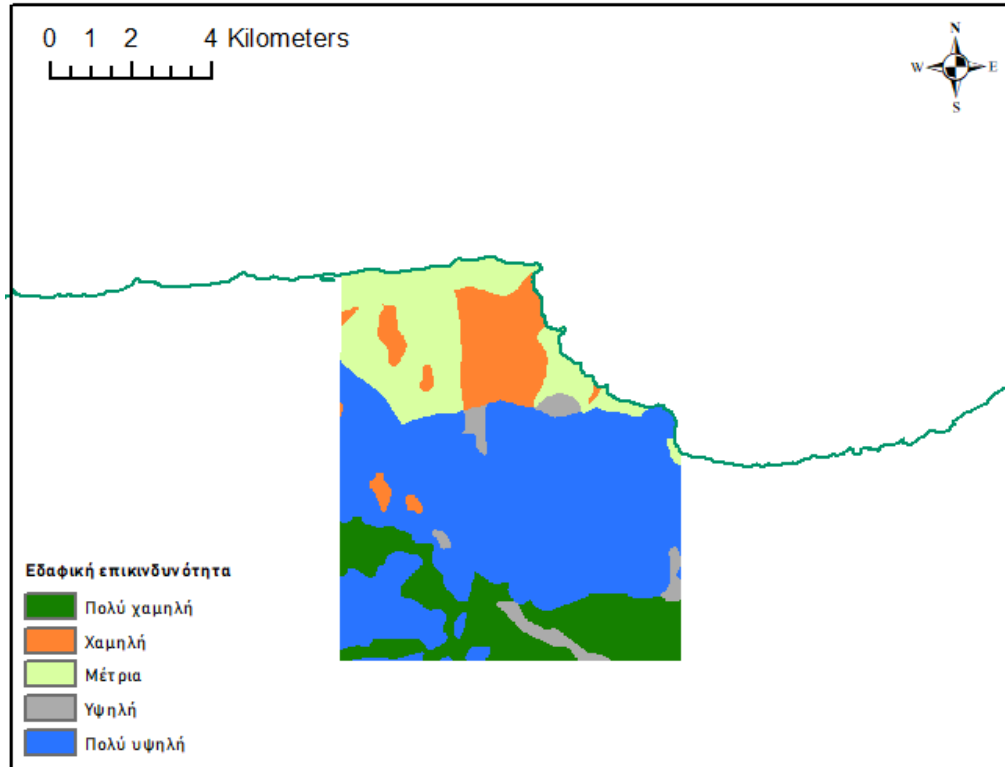 0 1 2 4 Kilometers
N
W E
S
Εδαφική επικινδυνότητα
Πολύ χαμηλή
Χαμηλή
Μέτρια
Υψηλή
Πολύ υψηλή